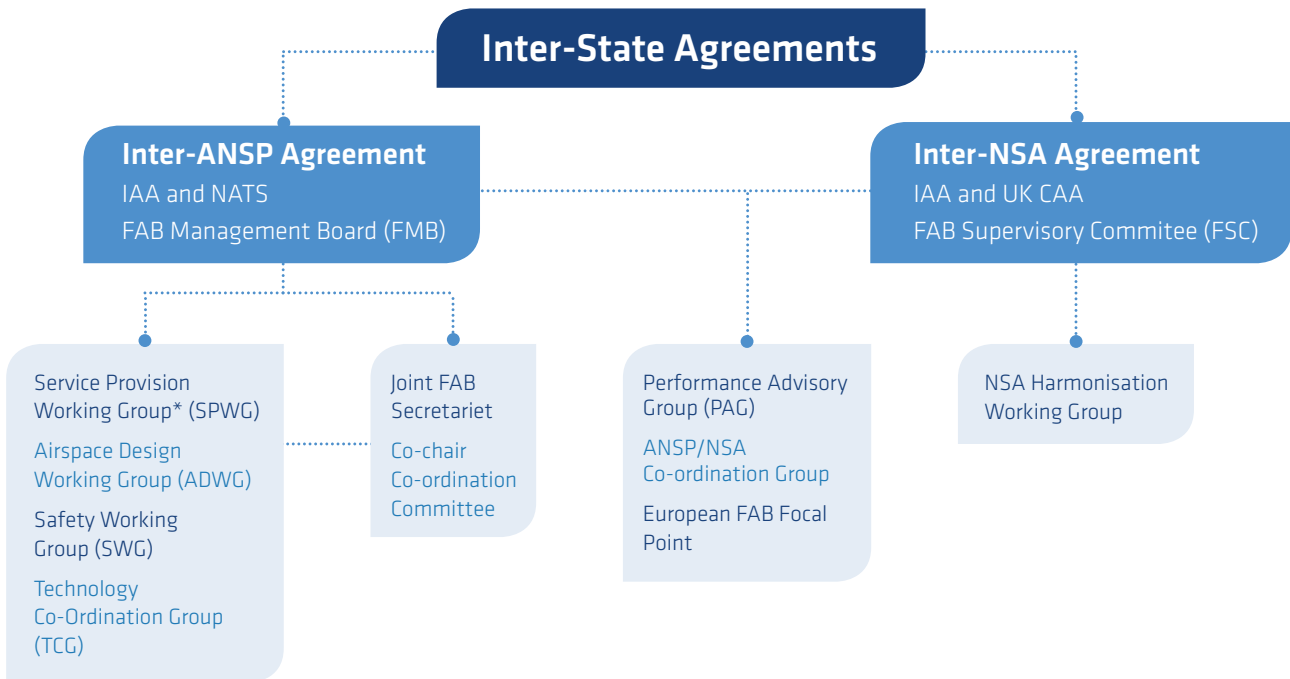 Inter-State Agreements
Inter-ANSP Agreement
IAA and NATS
FAB Management Board (FMB)
Inter-NSA Agreement
IAA and UK CAA
FAB Supervisory Commitee (FSC)
Service Provision
Working Group* (SPWG)
Airspace Design
Working Group (ADWG)
Safety Working
Group (SWG)
Technology
Co-Ordination Group
(TCG)
Joint FAB
Secretariet
Co-chair
Co-ordination
Committee
Performance Advisory
Group (PAG)
ANSP/NSA
Co-ordination Group
European FAB Focal
Point
NSA Harmonisation
Working Group